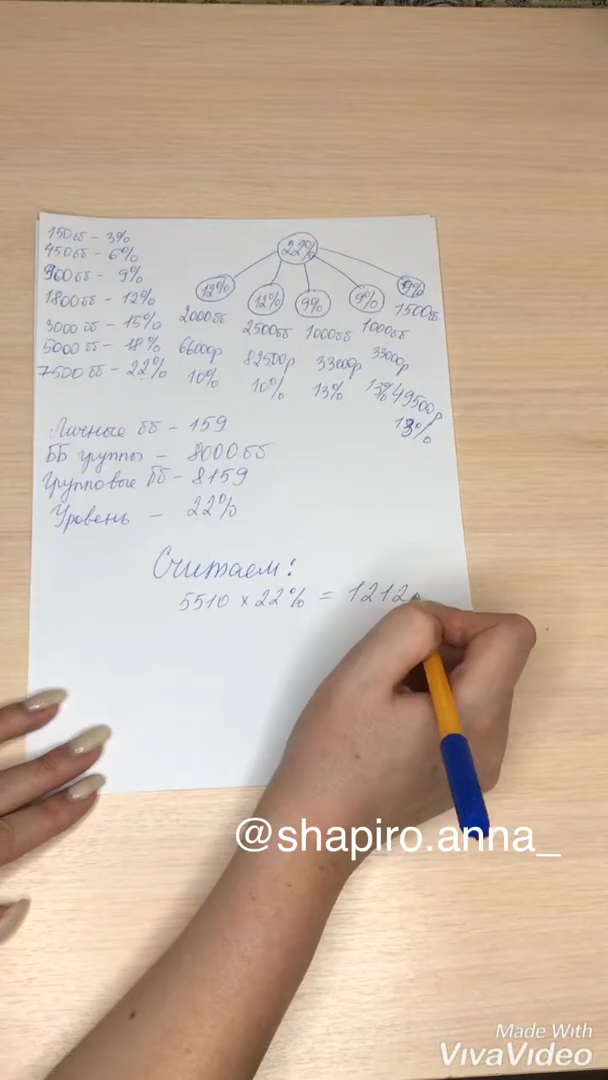 150бб - 3%
450бб - 6%
900бб - 9%
1800бб - 12%
3000бб - 15%
5000бб - 18%
7500бб - 22%
22%
12% 12% 9% 9% 9%
2000бб 2500бб 1000бб 1000бб 1500бб
66000р 82500р 33000р 33000р 49500р
10% 10% 13% 13% 13%
Личные ББ - 159
ББ группы - 8000бб
Групповые ББ - 8159
Уровень - 22%
Считаем:
5510 x 22% = 1212
@shapiro.anna_
Made With
VivaVideo